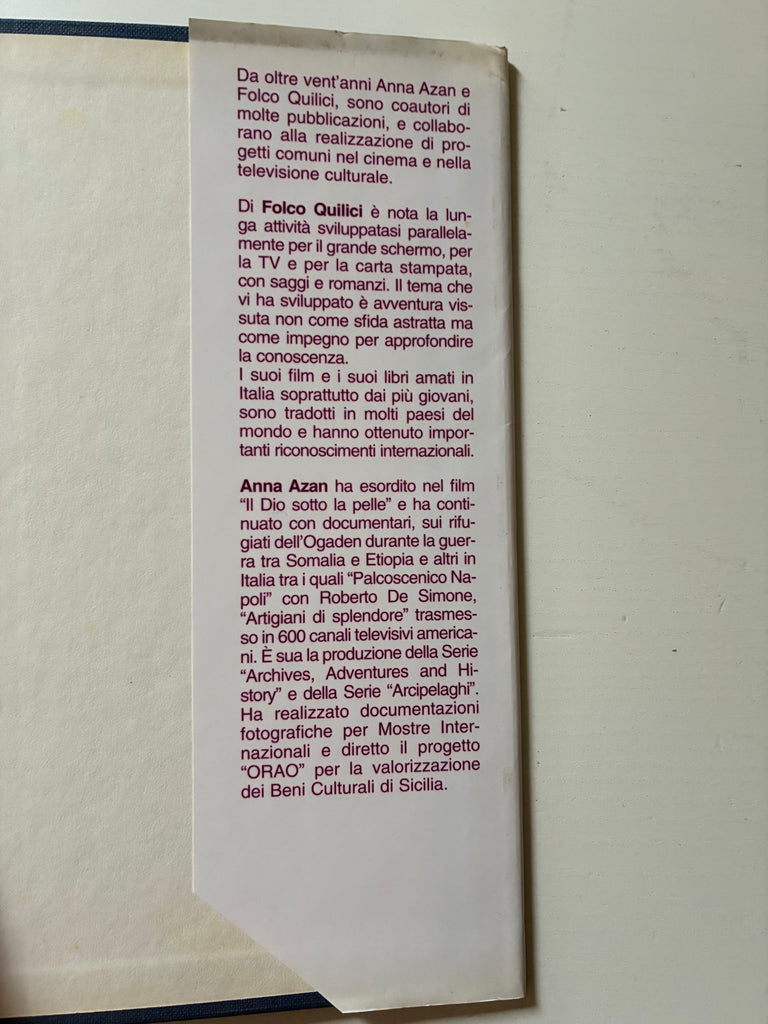 Da oltre vent'anni Anna Azan e
Folco Quilici, sono coautori di
molte pubblicazioni, e collabo-
rano alla realizzazione di pro-
getti comuni nel cinema e nella
televisione culturale.
Di Folco Quilici è nota la lun-
ga attività sviluppatasi parallela-
mente per il grande schermo, per
la TV e per la carta stampata,
con saggi e romanzi. Il tema che
vi ha sviluppato è avventura vis-
suta non come sfida astratta ma
come impegno per approfondire
la conoscenza.
I suoi film e i suoi libri amati in
Italia soprattutto dai più giovani,
sono tradotti in molti paesi del
mondo e hanno ottenuto impor-
tanti riconoscimenti internazionali.
Anna Azan ha esordito nel film
“Il Dio sotto la pelle” e ha conti-
nuato con documentari, sui rifu-
giati dell'Ogaden durante la guer-
ra tra Somalia e Etiopia e altri in
Italia tra i quali “Palcoscenico Na-
poli” con Roberto De Simone,
“Artigiani di splendore” trasmes-
so in 600 canali televisivi america-
ni. È sua la produzione della Serie
“Archives, Adventures and Hi-
story” e della Serie “Arcipelaghi”.
Ha realizzato documentazioni
fotografiche per Mostre Inter-
nazionali e diretto il progetto
“ORAO” per la valorizzazione
dei Beni Culturali di Sicilia.